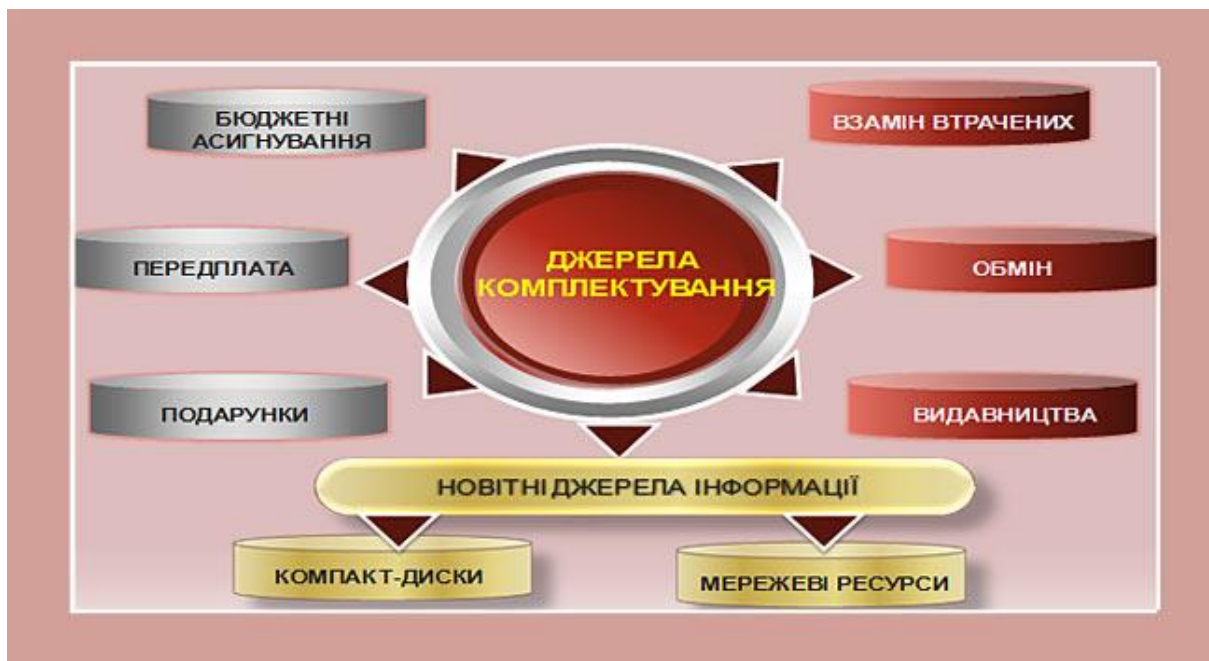 БЮДЖЕТНІ
АСИГНУВАННЯ
ВЗАМІН ВТРАЧЕНИХ
ДЖЕРЕЛА
КОМПЛЕКТУВАННЯ
ПЕРЕДПЛАТА
ОБМІН
ПОДАРУНКИ
ВИДАВНИЦТВА
НОВІТНІ ДЖЕРЕЛА ІНФОРМАЦІЇ
КОМПАКТ-ДИСКИ
МЕРЕЖЕВІ РЕСУРСИ